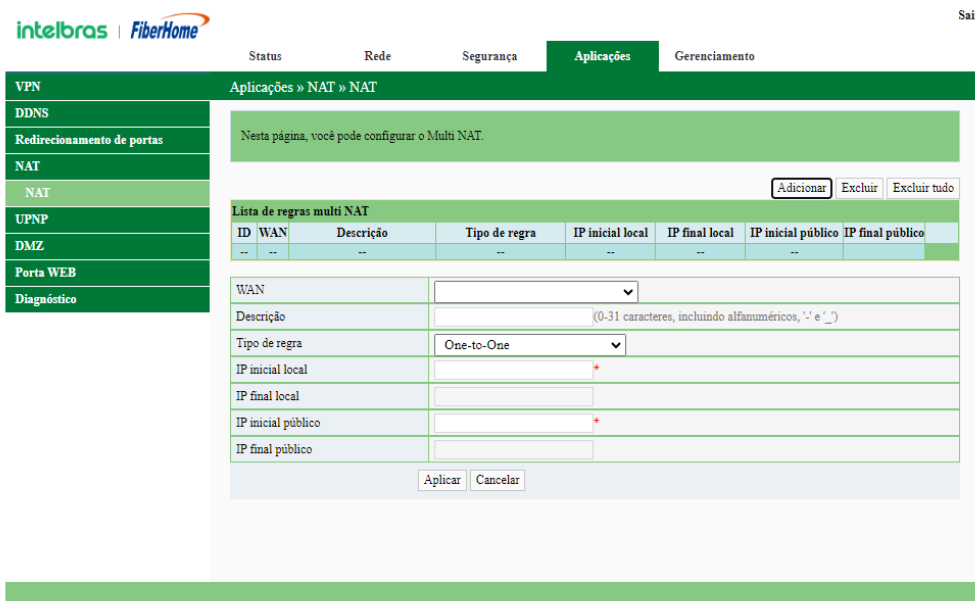 Sai
intelbras | FiberHome
Status Rede Segurança Aplicações Gerenciamento
VPN
Aplicações » NAT » NAT
DDNS
Redirecionamento de portas
NAT
NAT
UPNP
DMZ
Porta WEB
Diagnóstico
Nesta página, você pode configurar o Multi NAT.
Adicionar Excluir Excluir tudo
Lista de regras multi NAT
ID WAN Descrição Tipo de regra IP inicial local IP final local IP inicial público IP final público
-- -- -- -- -- -- --
WAN
Descrição (0-31 caracteres, incluindo alfanuméricos, '-' e '_')
Tipo de regra One-to-One
IP inicial local *
IP final local
IP inicial público *
IP final público
Aplicar Cancelar